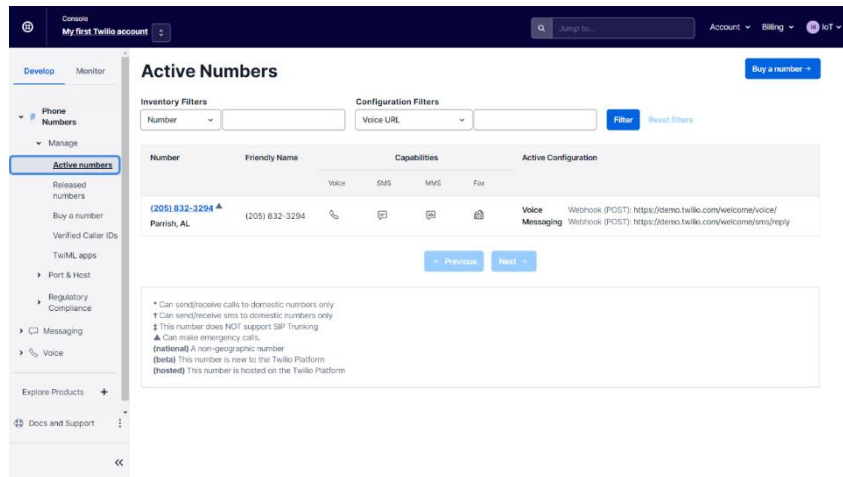 Console
My first Twilio account
Jump to...
Account
Billing
IoT
Develop
Monitor
# Phone Numbers
Manage
Active numbers
Released numbers
Buy a number
Verified Caller IDs
TwiML apps
Port & Host
Regulatory Compliance
Messaging
Voice
Explore Products +
Docs and Support
Active Numbers
Buy a number →
Inventory Filters
Configuration Filters
Number
Voice URL
Filter
Reset filters
Number Friendly Name Capabilities Active Configuration
Voice SMS MMS Fax
(205) 832-3294 ▲
Parrish, AL
(205) 832-3294
Voice Webhook (POST): https://demo.twilio.com/welcome/voice/
Messaging Webhook (POST): https://demo.twilio.com/welcome/sms/reply
← Previous Next →
* Can send/receive calls to domestic numbers only
† Can send/receive sms to domestic numbers only
‡ This number does NOT support SIP Trunking
▲ Can make emergency calls.
(national) A non-geographic number
(beta) This number is new to the Twilio Platform
(hosted) This number is hosted on the Twilio Platform